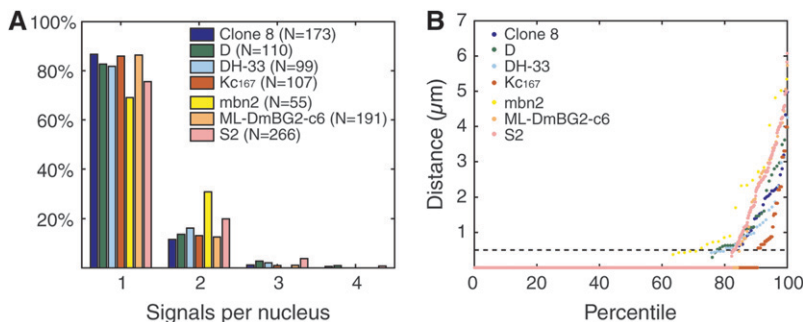 A
100%
80%
60%
40%
20%
Clone 8 (N=173)
D (N=110)
DH-33 (N=99)
Kc167 (N=107)
mbn2 (N=55)
ML-DmBG2-c6 (N=191)
S2 (N=266)
1 2 3 4
Signals per nucleus
B
Distance (µm)
7
6
5
4
3
2
1
Clone 8
D
DH-33
Kc167
mbn2
ML-DmBG2-c6
S2
0 20 40 60 80 100
Percentile